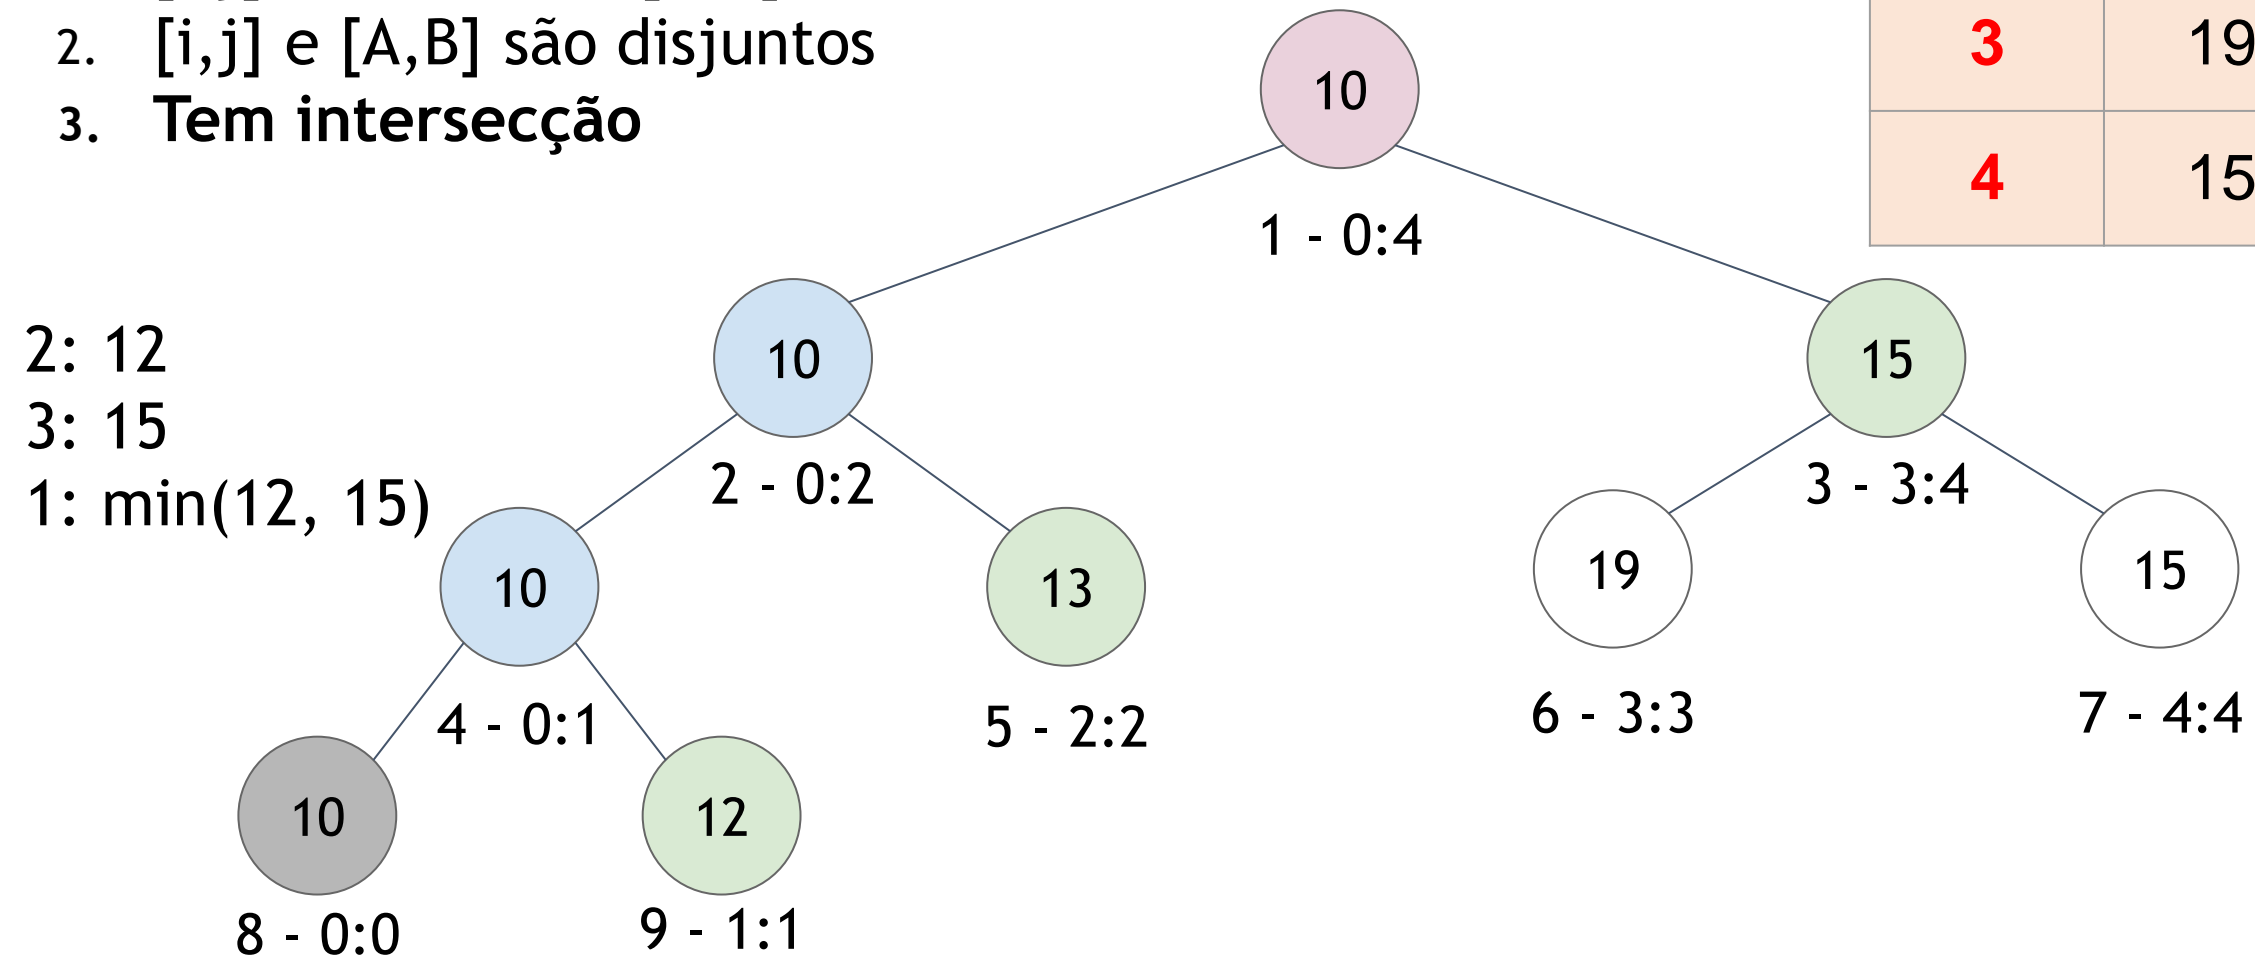 2. [i,j] e [A,B] são disjuntos
3. Tem intersecção
3 19
4 15
10
1 - 0:4
2: 12
3: 15
1: min(12, 15)
10
15
2 - 0:2
3 - 3:4
10
13
19
15
4 - 0:1
5 - 2:2
6 - 3:3
7 - 4:4
10
12
8 - 0:0
9 - 1:1